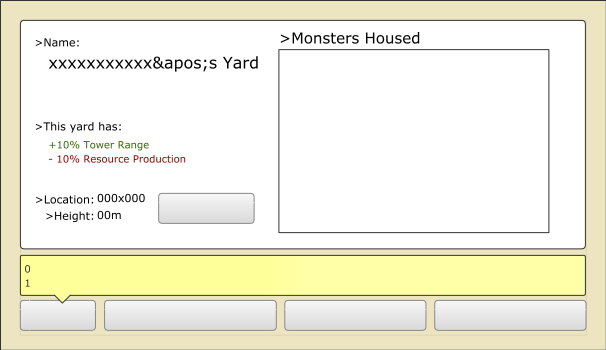 >Name:
xxxxxxxxxxx&apos;s Yard
>This yard has:
+10% Tower Range
- 10% Resource Production
>Location: 000x000
>Height: 00m
>Monsters Housed
0
1